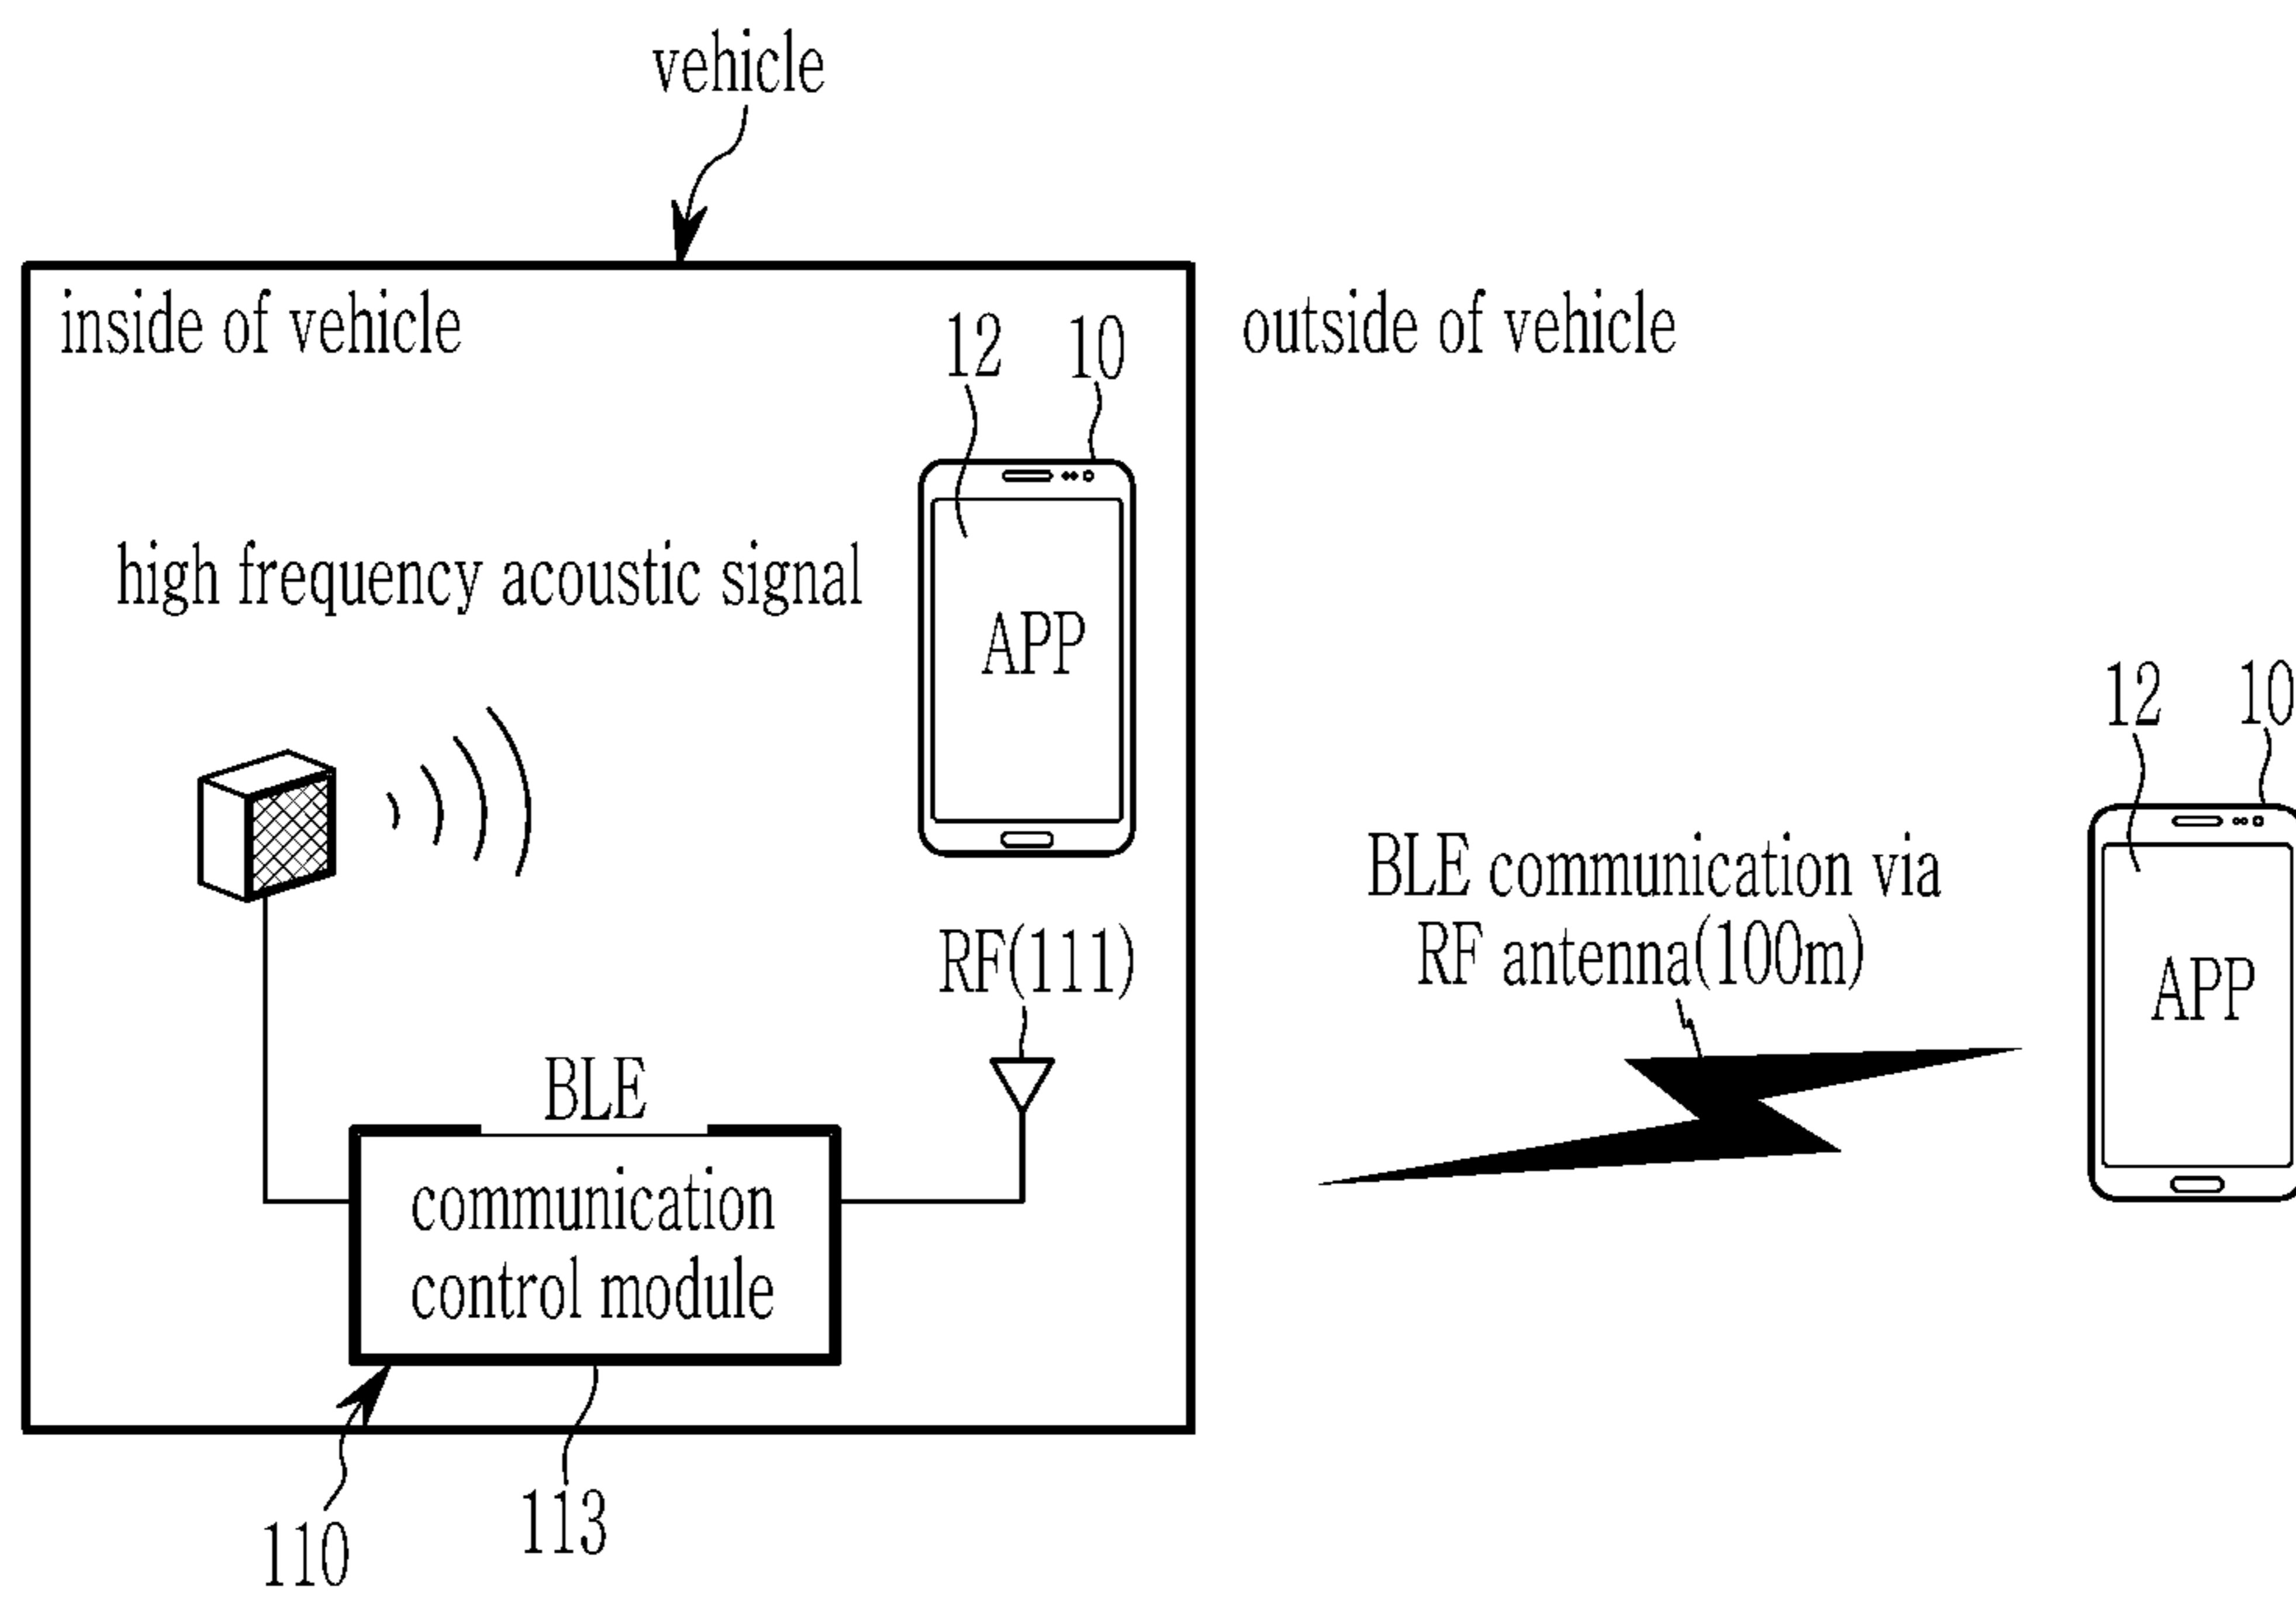 vehicle
inside of vehicle
outside of vehicle
12
10
high frequency acoustic signal
APP
12
10
BLE communication via
RF antenna(100m)
APP
RF(111)
BLE
communication
control module
110
113